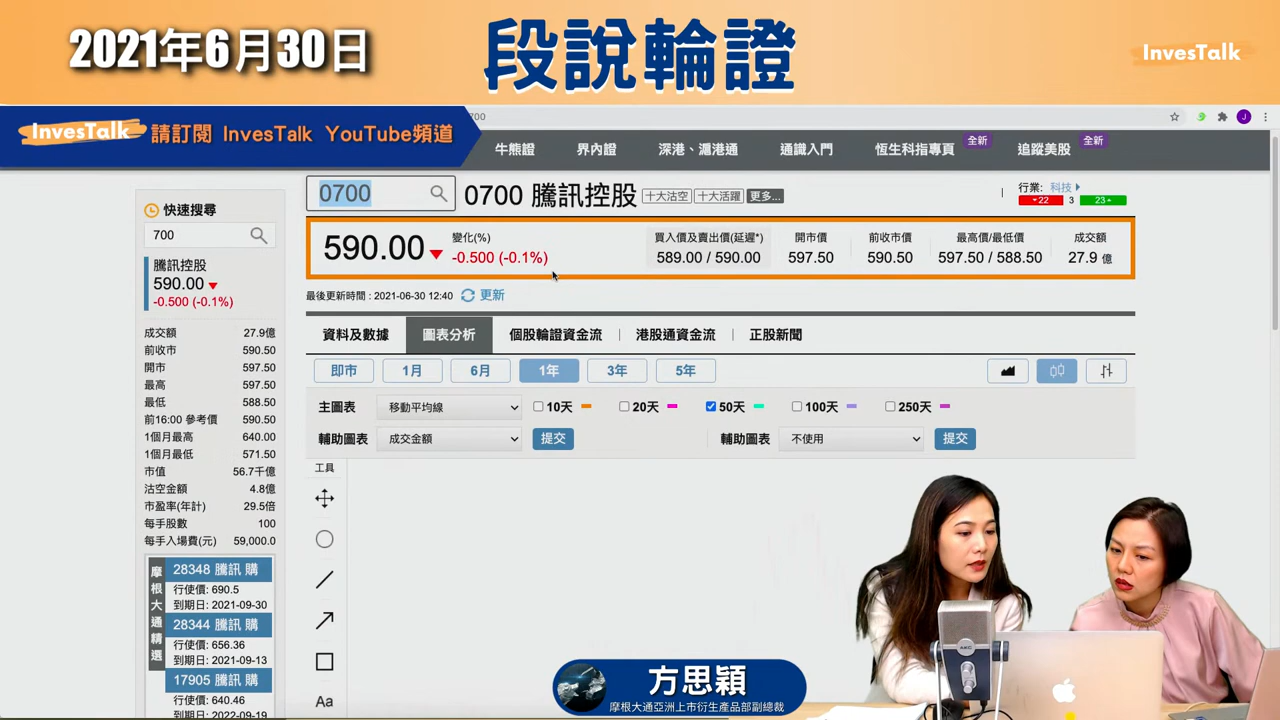 2021年6月30日
段說輪證
InvesTalk
InvesTalk 請訂閱 InvesTalk YouTube頻道
700
牛熊證 界內證 深港、滬港通 通識入門 恆生科指專頁 全新 追蹤美股 全新
0700
0700 騰訊控股 十大沽空 十大活躍 更多...
行業: 科技
22 3 23
590.00
變化(%)
-0.500 (-0.1%)
買入價及賣出價(延遲*) 開市價 前收市價 最高價/最低價 成交額
589.00 / 590.00 597.50 590.50 597.50 / 588.50 27.9 億
最後更新時間 : 2021-06-30 12:40 更新
資料及數據 圖表分析 個股輪證資金流 港股通資金流 正股新聞
即市 1月 6月 1年 3年 5年
主圖表 移動平均線 10天 20天 50天 100天 250天
輔助圖表 成交金額 提交 輔助圖表 不使用 提交
工具
Aa
快速搜尋
700
騰訊控股
590.00
-0.500 (-0.1%)
成交額 27.9億
前收市 590.50
開市 597.50
最高 597.50
最低 588.50
前16:00 參考價 590.50
1個月最高 640.00
1個月最低 571.50
市值 56.7千億
沽空金額 4.8億
市盈率(年計) 29.5倍
每手股數 100
每手入場費(元) 59,000.0
摩根大通精選
28348 騰訊 購
行使價: 690.5
到期日: 2021-09-30
28344 騰訊 購
行使價: 656.36
到期日: 2021-09-13
17905 騰訊 購
行使價: 640.46
到期日: 2022-09-19
方思穎
摩根大通亞洲上市衍生產品部副總裁
AKG
J